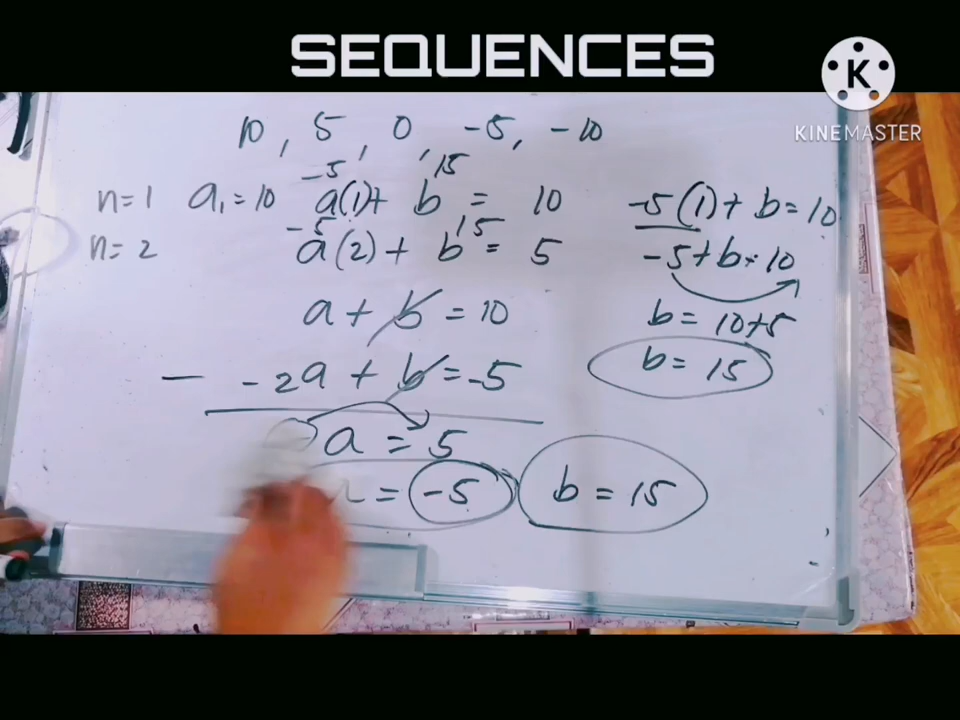 SEQUENCES
K
KINEMASTER
10, 5, 0, -5, -10
-5 15
n=1 a₁=10 a(1)+ b = 10
-5 15
n=2 a(2)+ b = 5
a + b = 10
— -2a + b = -5
a = 5
= -5 b = 15
-5(1)+b=10
-5+b=10
b = 10+5
b = 15